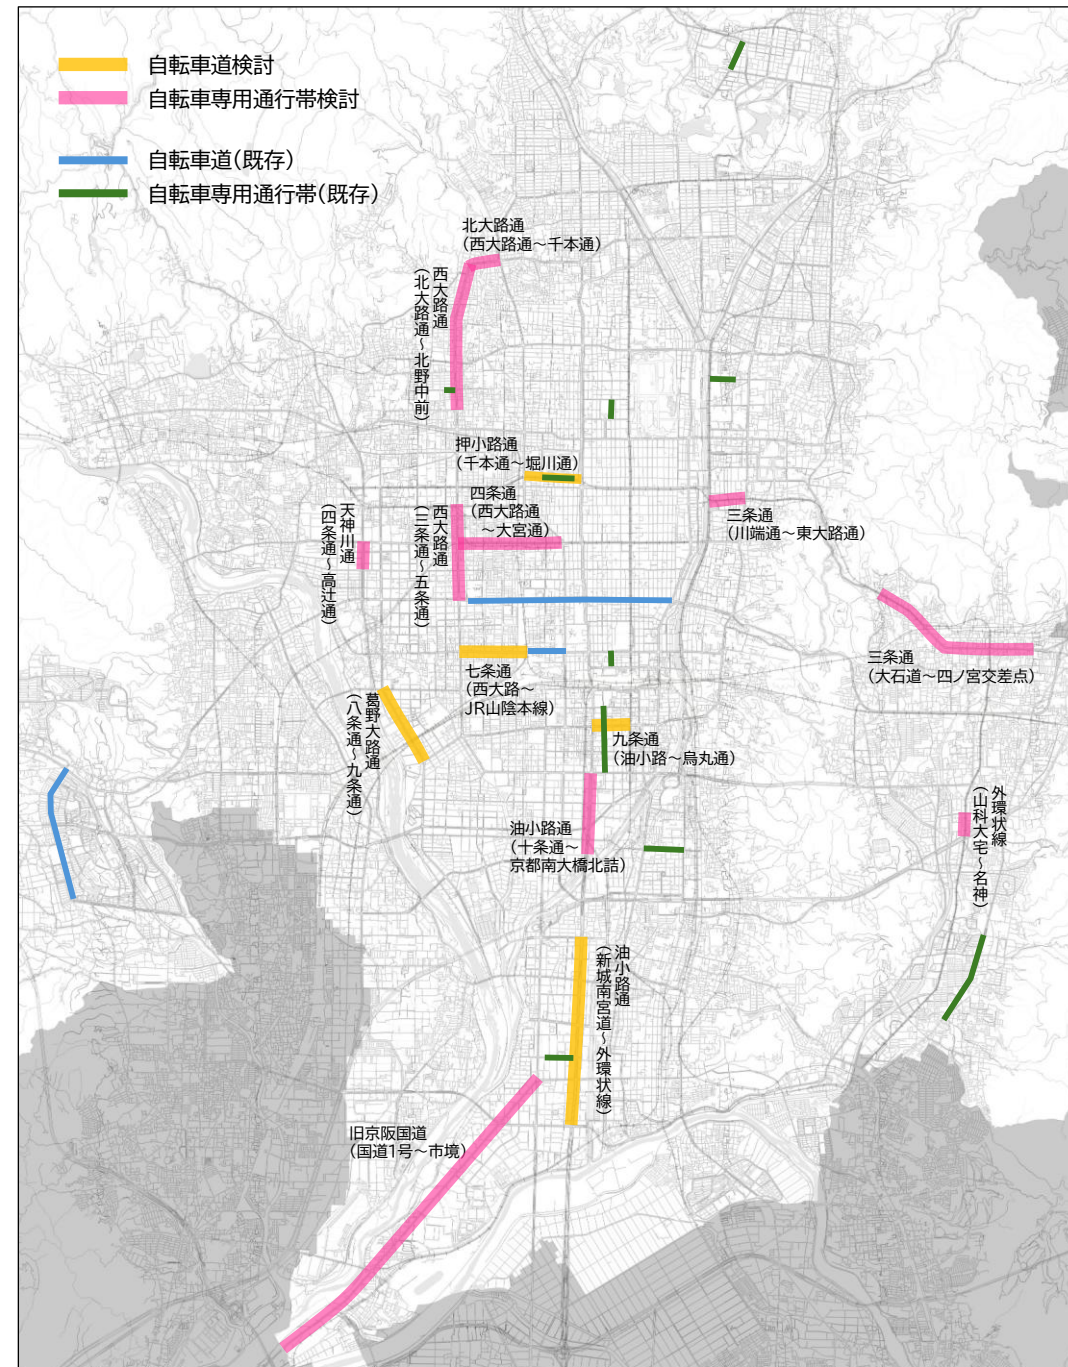 自転車道検討
自転車専用通行帯検討
自転車道(既存)
自転車専用通行帯(既存)
北大路通
(西大路通〜千本通)
西大路通
(北大路通〜北野中前)
押小路通
(千本通〜堀川通)
四条通
(西大路通
〜大宮通)
西大路通
(三条通〜五条通)
天神川通
(四条通〜高辻通)
三条通
(川端通〜東大路通)
三条通
(大石道〜四ノ宮交差点)
七条通
(西大路〜
JR山陰本線)
葛野大路通
(八条通〜九条通)
九条通
(油小路〜烏丸通)
油小路通
(十条通〜
京都南大橋北詰)
外環状線
(山科大宅〜名神)
油小路通
(新城南宮道〜外環状線)
旧京阪国道
(国道1号〜市境)